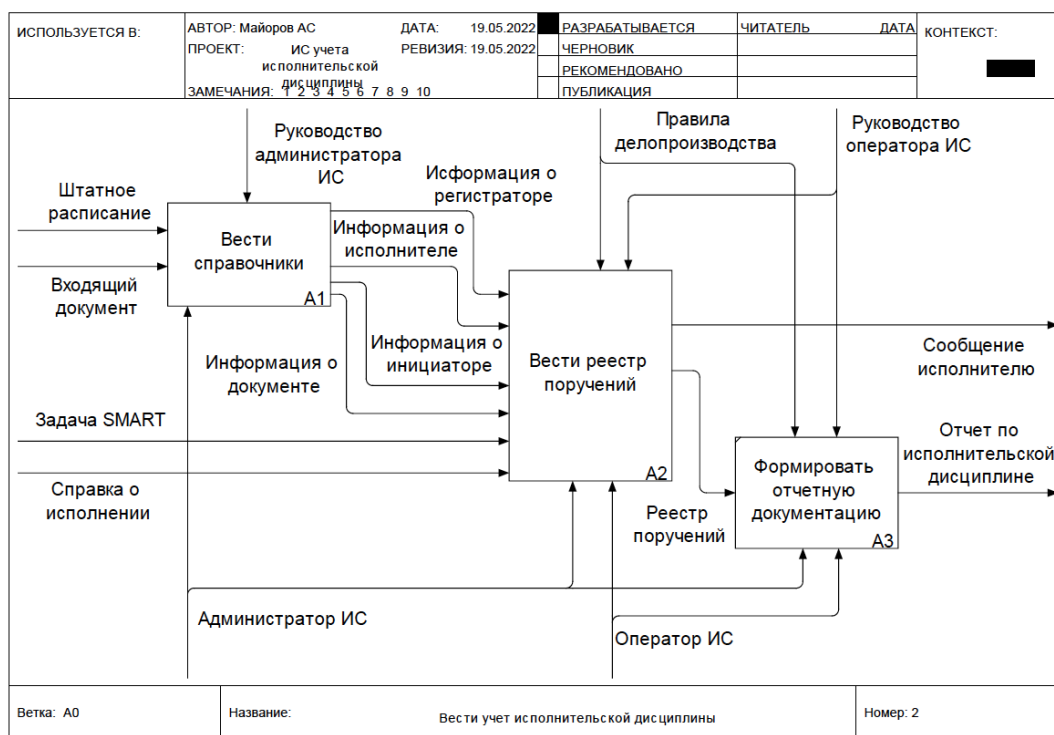 ИСПОЛЬЗУЕТСЯ В:
АВТОР: Майоров АС
ДАТА: 19.05.2022
ПРОЕКТ: ИС учета исполнительской дисциплины
РЕВИЗИЯ: 19.05.2022
ЗАМЕЧАНИЯ: 1 2 3 4 5 6 7 8 9 10
РАЗРАБАТЫВАЕТСЯ
ЧЕРНОВИК
РЕКОМЕНДОВАНО
ПУБЛИКАЦИЯ
ЧИТАТЕЛЬ
ДАТА
КОНТЕКСТ:
Руководство
администратора
ИС
Правила
делопроизводства
Руководство
оператора ИС
Штатное
расписание
Исформация о
регистраторе
Вести
справочники
A1
Информация о
исполнителе
Входящий
документ
Информация о
инициаторе
Информация о
документе
Вести реестр
поручений
A2
Сообщение
исполнителю
Задача SMART
Отчет по
исполнительской
дисциплине
Справка о
исполнении
Формировать
отчетную
документацию
A3
Реестр
поручений
Администратор ИС
Оператор ИС
Ветка: A0
Название:
Вести учет исполнительской дисциплины
Номер: 2